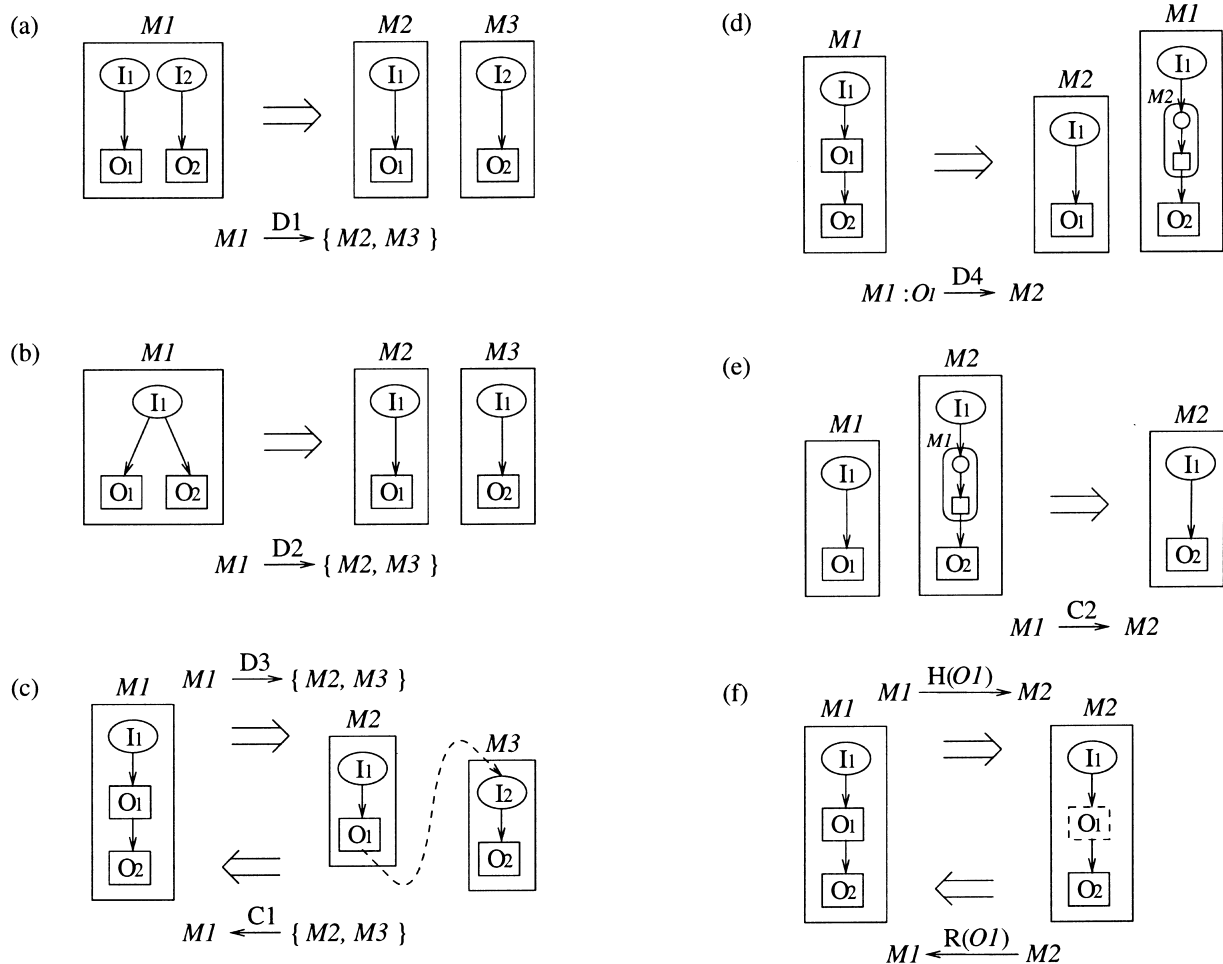 (a)
M1
M2
M3
I1
I2
I1
I2
O1
O2
O1
O2
M1 D1 { M2, M3 }
(b)
M1
M2
M3
I1
I1
I1
O1
O2
O1
O2
M1 D2 { M2, M3 }
(c)
M1 D3 { M2, M3 }
M1
M2
M3
I1
I1
I2
O1
O1
O2
O2
M1 C1 { M2, M3 }
(d)
M1
M1
M2
I1
I1
I1
M2
O1
O1
O2
O2
M1 :O1 D4 M2
(e)
M1
M2
M2
I1
I1
I1
M1
O1
O2
O2
M1 C2 M2
(f)
M1 H(O1) M2
M1
M2
I1
I1
O1
O1
O2
O2
M1 R(O1) M2